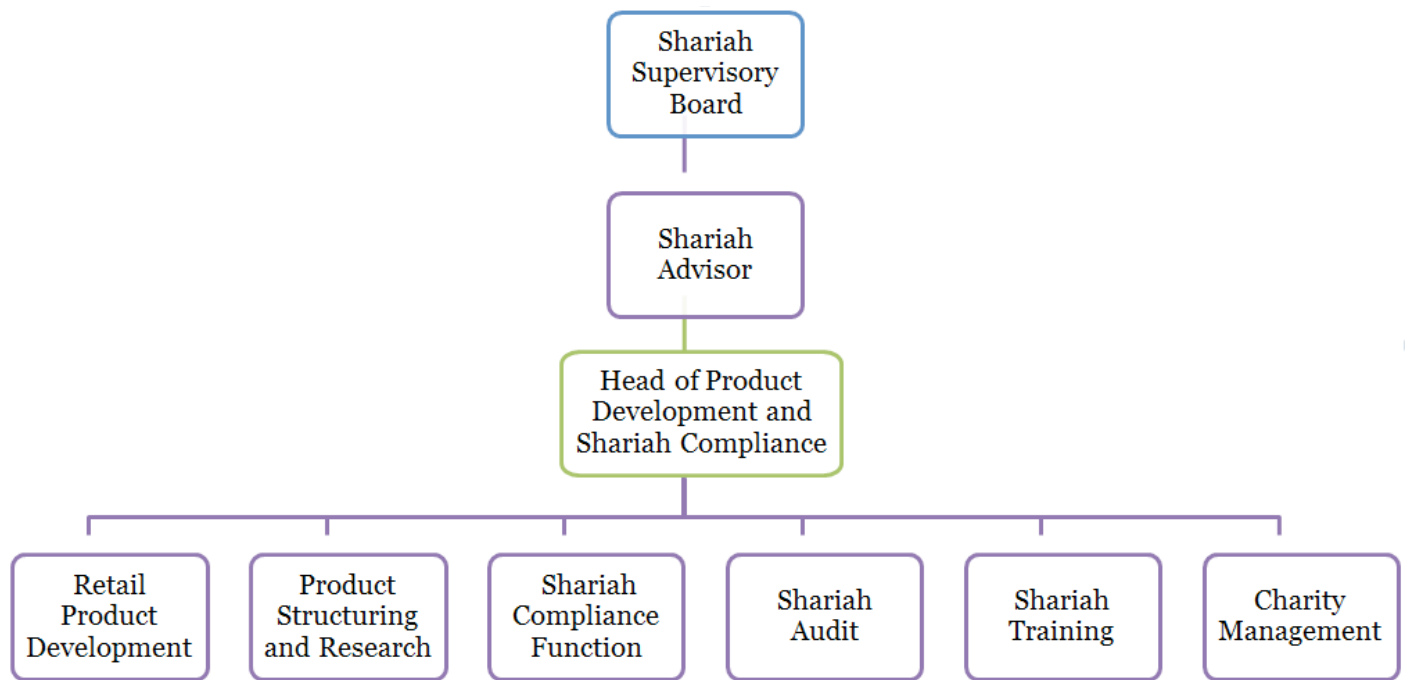 Shariah
Supervisory
Board
Shariah
Advisor
Head of Product
Development and
Shariah Compliance
Retail
Product
Development
Product
Structuring
and Research
Shariah
Compliance
Function
Shariah
Audit
Shariah
Training
Charity
Management